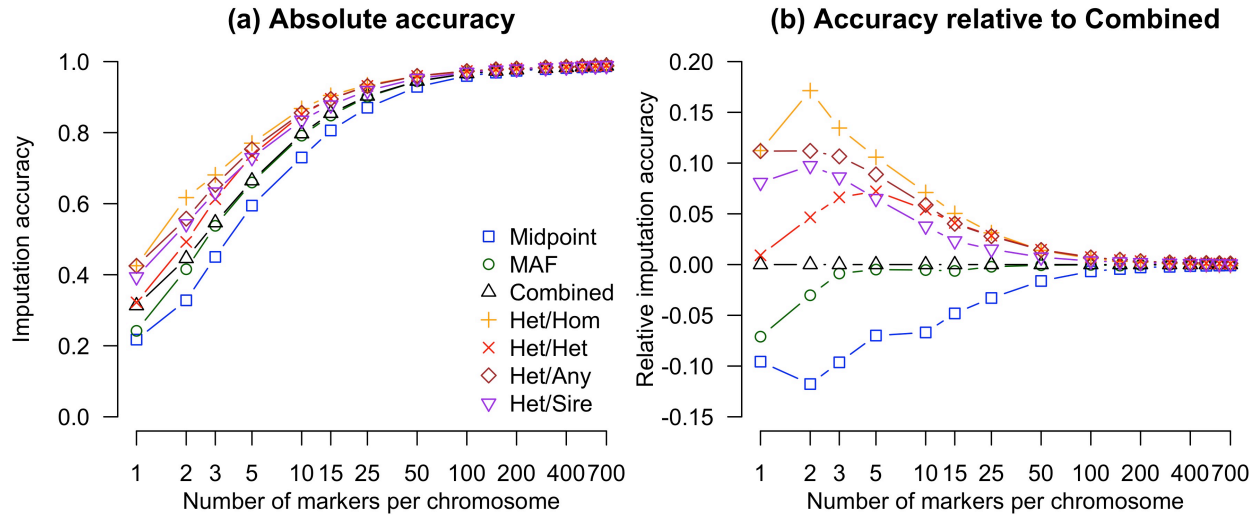 (a) Absolute accuracy
Imputation accuracy
1.0
0.8
0.6
0.4
0.2
0.0
Midpoint
MAF
Combined
Het/Hom
Het/Het
Het/Any
Het/Sire
1 2 3 5 10 15 25 50 100 200 400 700
Number of markers per chromosome
(b) Accuracy relative to Combined
Relative imputation accuracy
0.20
0.15
0.10
0.05
0.00
-0.05
-0.10
-0.15
1 2 3 5 10 15 25 50 100 200 400 700
Number of markers per chromosome